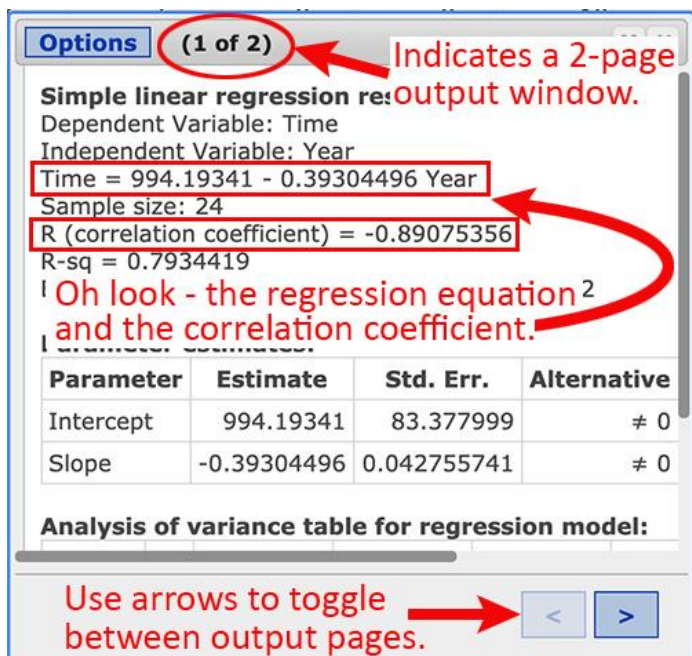 Options (1 of 2)
Indicates a 2-page
output window.
Simple linear regression res
Dependent Variable: Time
Independent Variable: Year
Time = 994.19341 - 0.39304496 Year
Sample size: 24
R (correlation coefficient) = -0.89075356
R-sq = 0.7934419
2
Oh look - the regression equation
and the correlation coefficient.
Parameter estimates:
Parameter Estimate Std. Err. Alternative
Intercept 994.19341 83.377999 ≠ 0
Slope -0.39304496 0.042755741 ≠ 0
Analysis of variance table for regression model:
Use arrows to toggle
between output pages.
< >